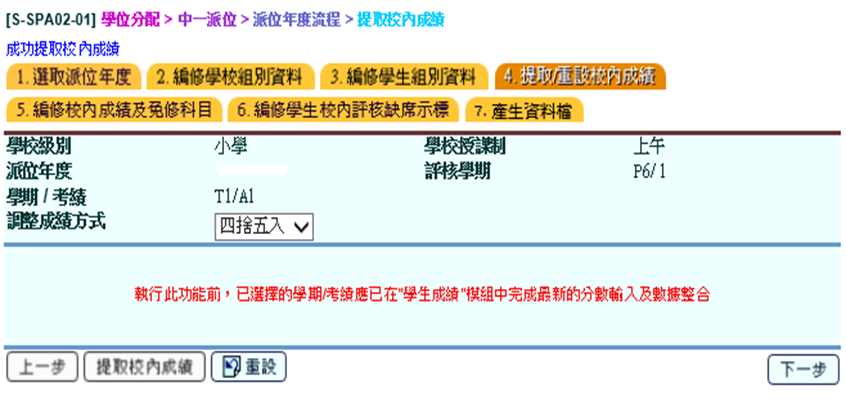 [S-SPA02-01] 學位分配 > 中一派位 > 派位年度流程 > 提取校內成績
成功提取校內成績
1. 選取派位年度 2. 編修學校組別資料 3. 編修學生組別資料 4. 提取/重設校內成績
5. 編修校內成績及免修科目 6. 編修學生校內評核缺席示標 7. 產生資料檔
學校級別 小學 學校授課制 上午
派位年度 評核學期 P6/1
學期 / 考績 T1/A1
調整成績方式 四捨五入
執行此功能前，已選擇的學期/考績應已在"學生成績"模組中完成最新的分數輸入及數據整合
上一步 提取校內成績 重設 下一步